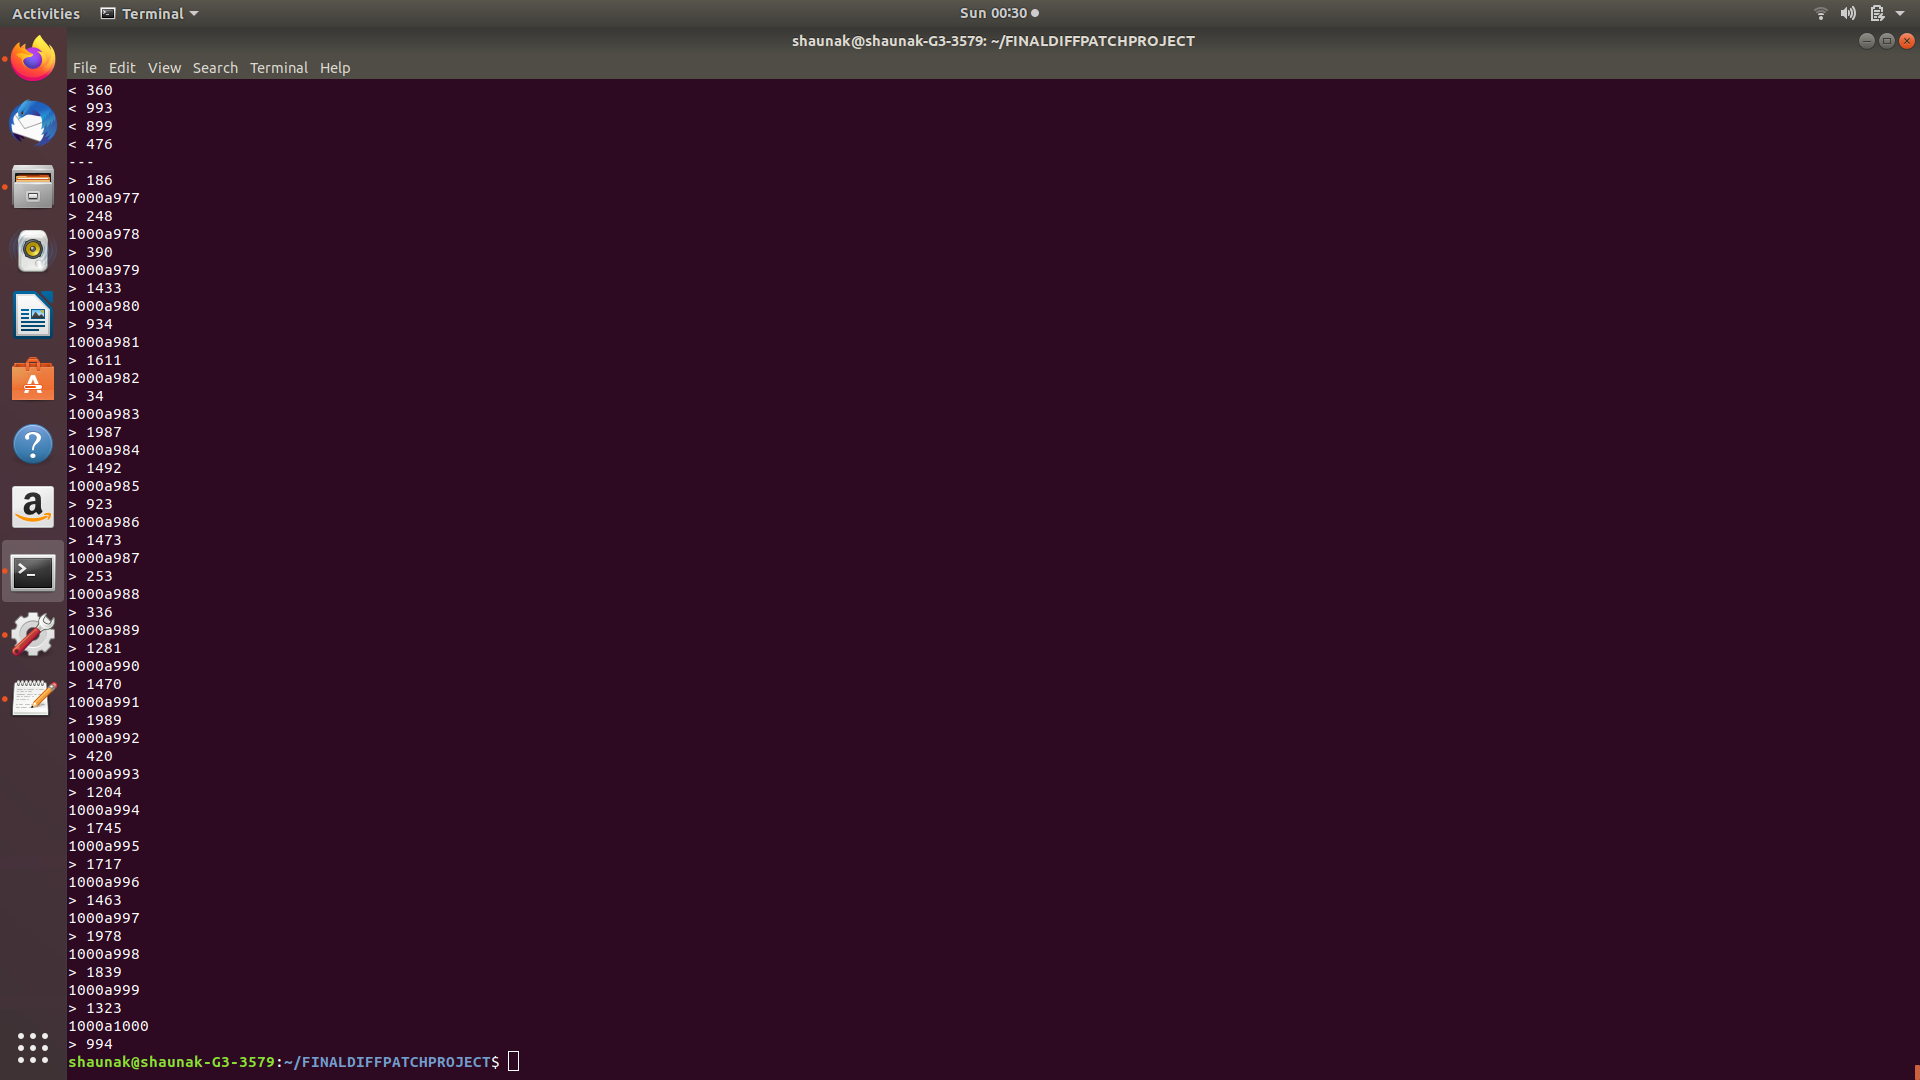 Activities Terminal Sun 00:30
shaunak@shaunak-G3-3579: ~/FINALDIFFPATCHPROJECT
File Edit View Search Terminal Help
< 360
< 993
< 899
< 476
---
> 186
1000a977
> 248
1000a978
> 390
1000a979
> 1433
1000a980
> 934
1000a981
> 1611
1000a982
> 34
1000a983
> 1987
1000a984
> 1492
1000a985
> 923
1000a986
> 1473
1000a987
> 253
1000a988
> 336
1000a989
> 1281
1000a990
> 1470
1000a991
> 1989
1000a992
> 420
1000a993
> 1204
1000a994
> 1745
1000a995
> 1717
1000a996
> 1463
1000a997
> 1978
1000a998
> 1839
1000a999
> 1323
1000a1000
> 994
shaunak@shaunak-G3-3579:~/FINALDIFFPATCHPROJECT$